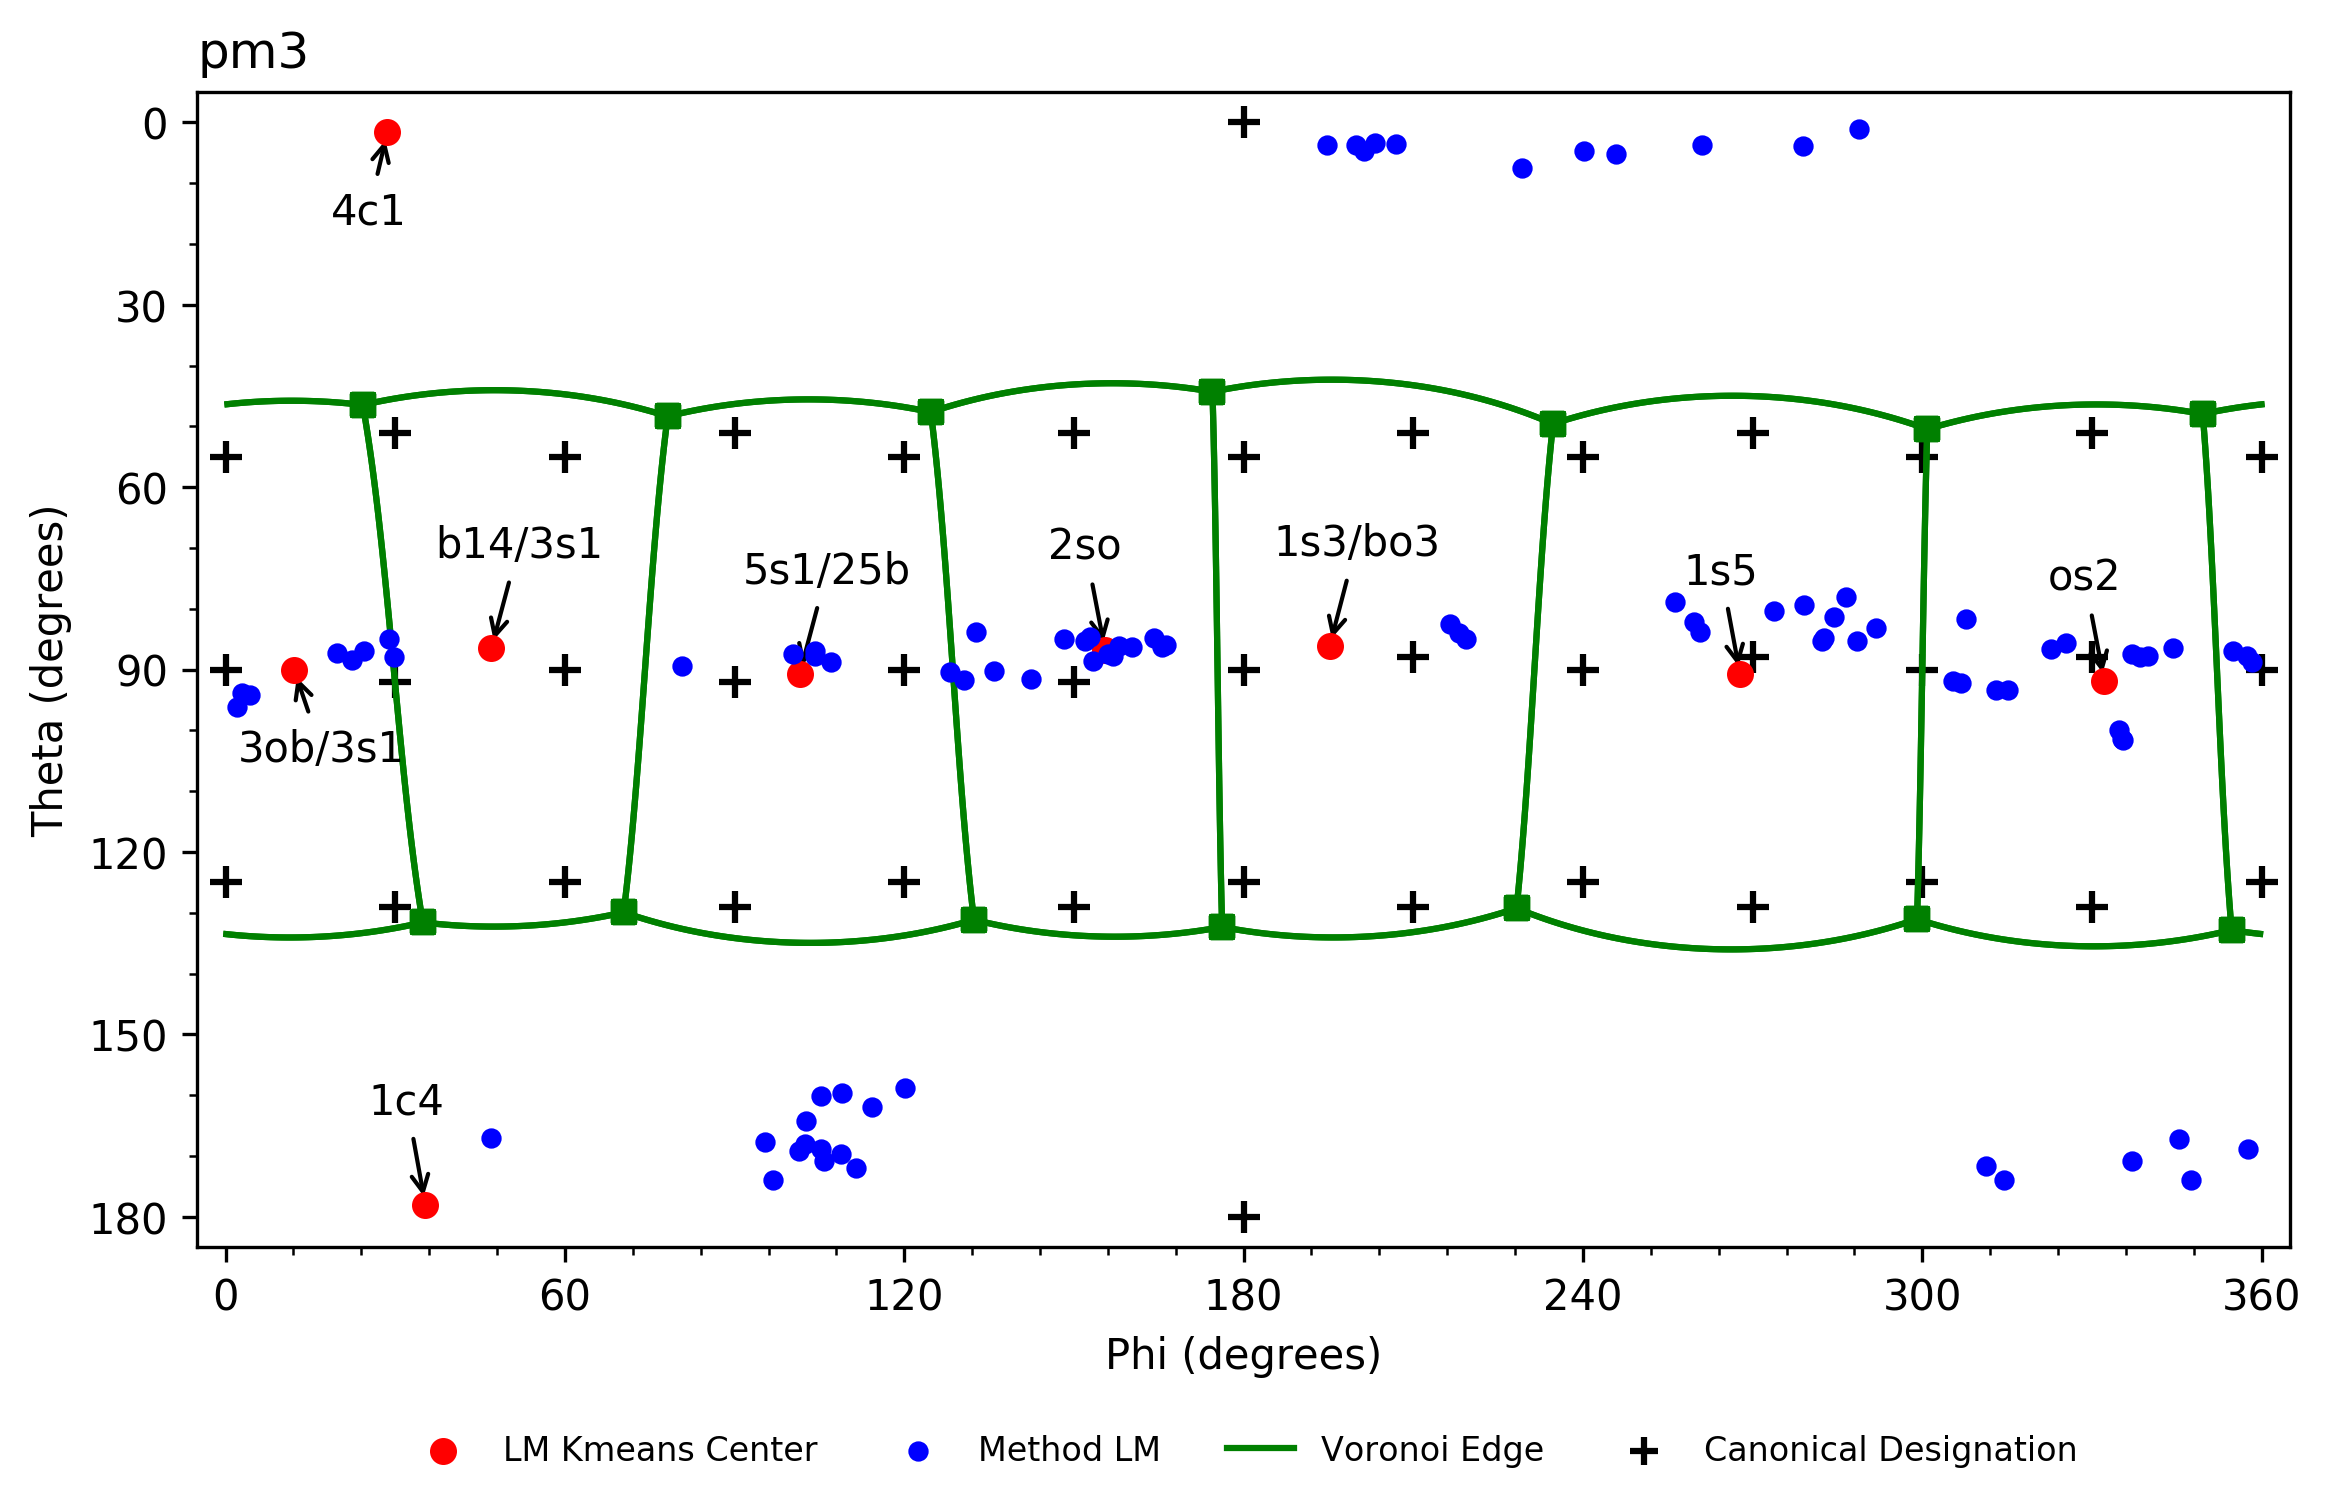 pm3
0
30
60
90
120
150
180
Theta (degrees)
4c1
b14/3s1
5s1/25b
2so
1s3/bo3
1s5
os2
3ob/3s1
1c4
0 60 120 180 240 300 360
Phi (degrees)
LM Kmeans Center Method LM Voronoi Edge Canonical Designation